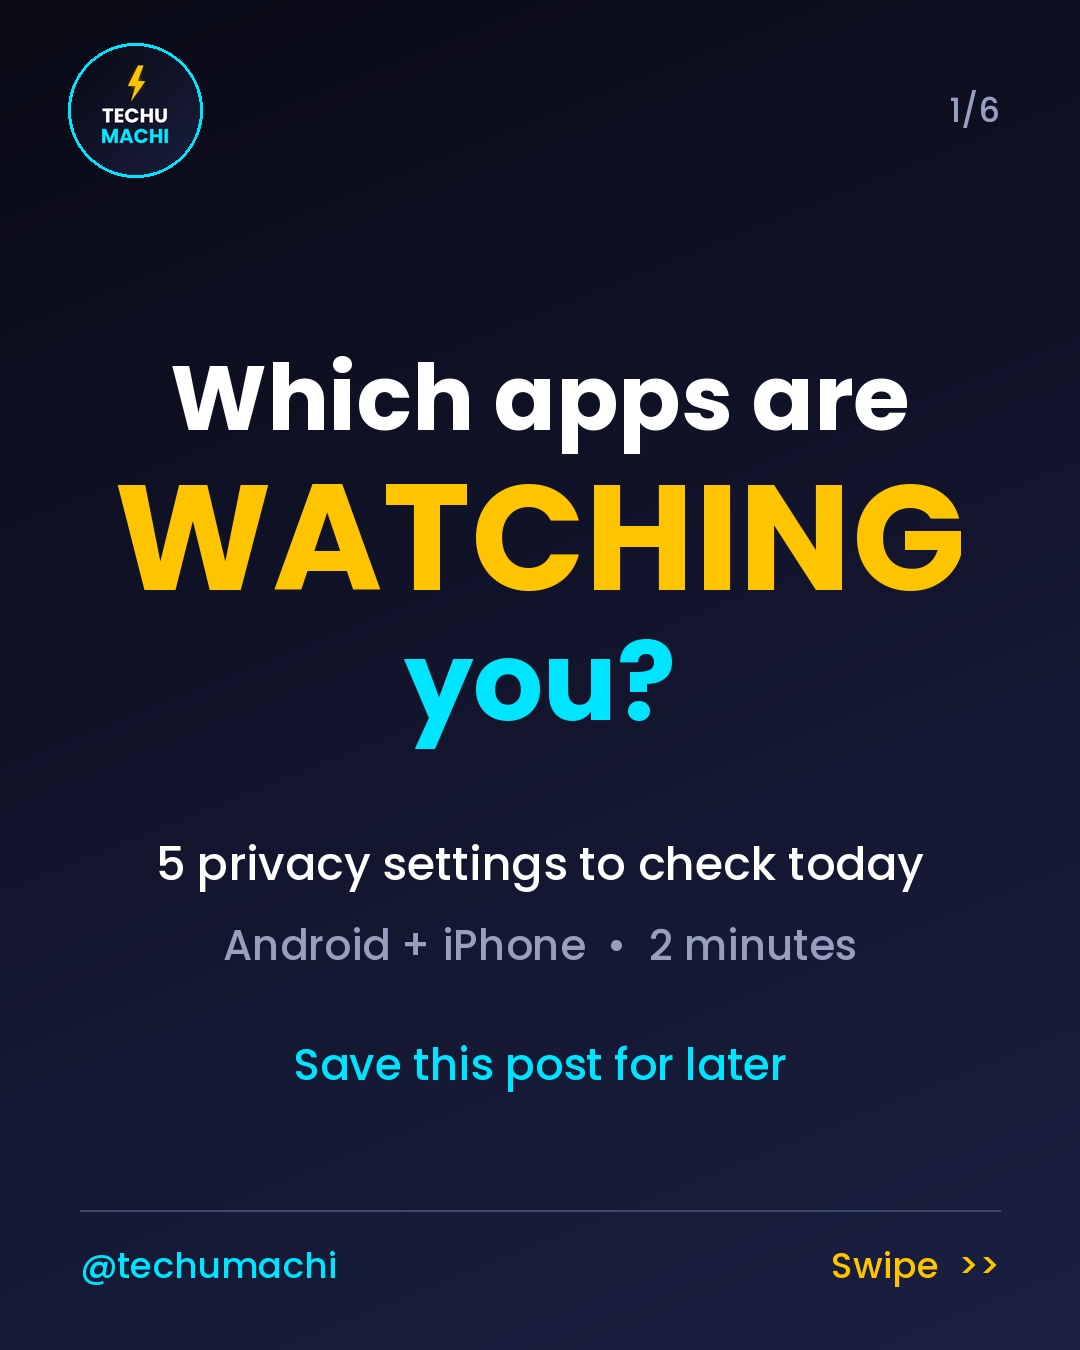 TECHU
MACHI
1/6
Which apps are
WATCHING
you?
5 privacy settings to check today
Android + iPhone • 2 minutes
Save this post for later
@techumachi
Swipe >>